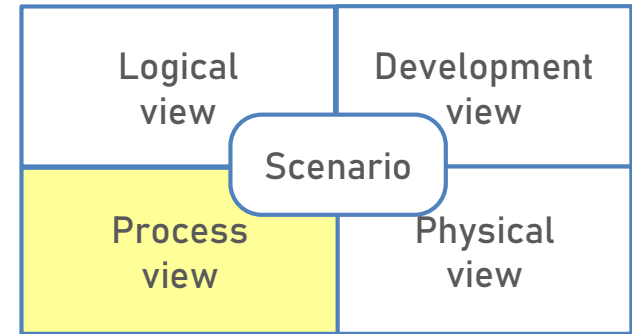 Logical
view
Development
view
Scenario
Process
view
Physical
view